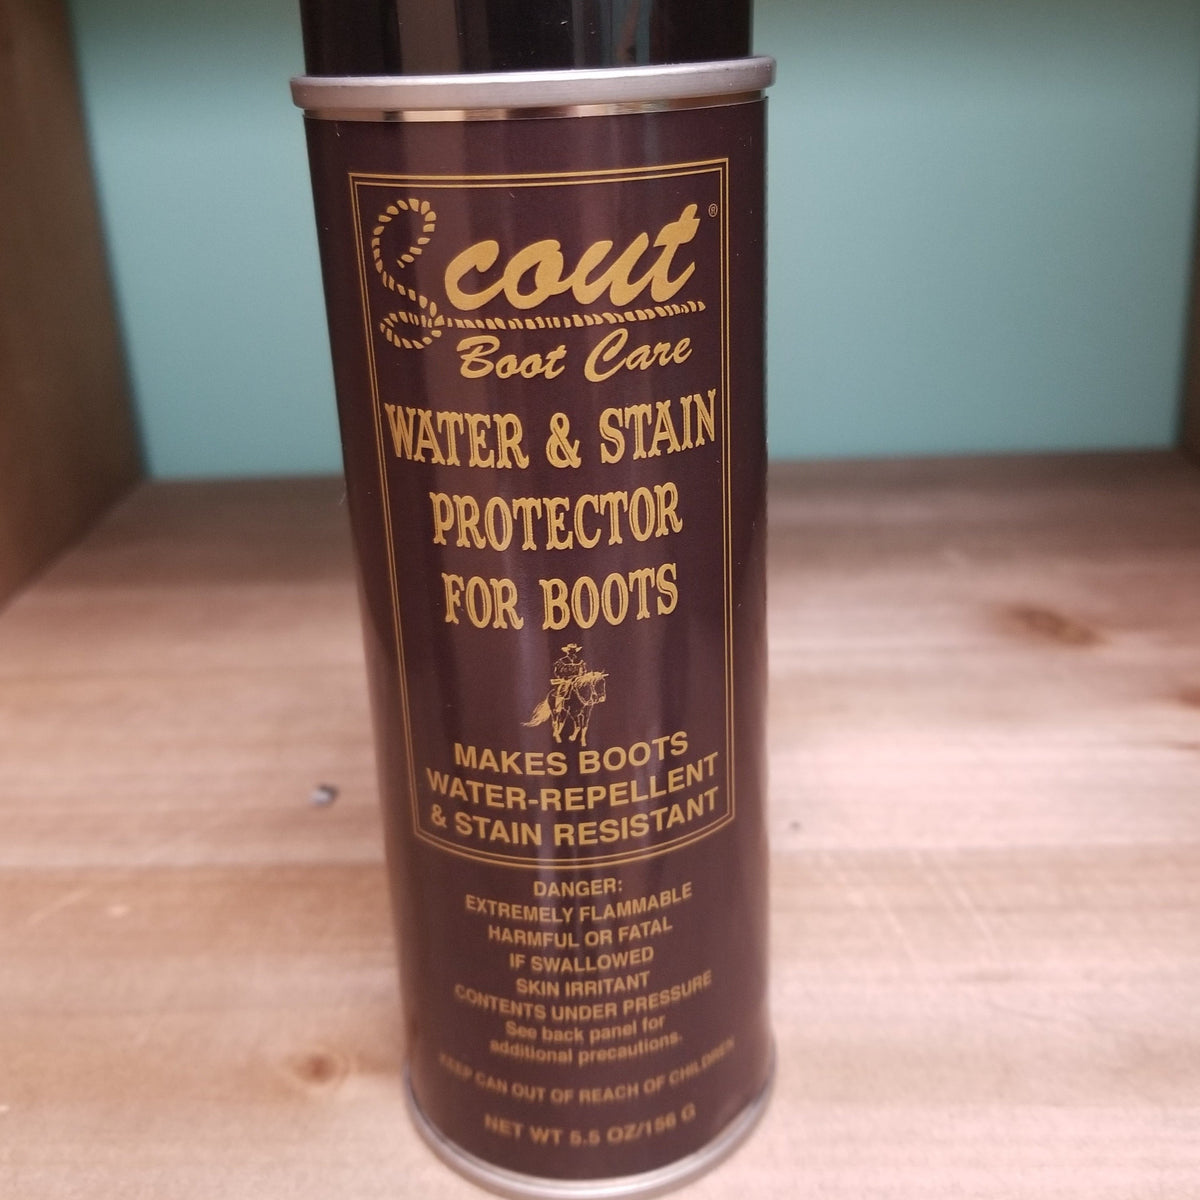 Scout®
Boot Care
WATER & STAIN
PROTECTOR
FOR BOOTS
MAKES BOOTS
WATER-REPELLENT
& STAIN RESISTANT
DANGER:
EXTREMELY FLAMMABLE
HARMFUL OR FATAL
IF SWALLOWED
SKIN IRRITANT
CONTENTS UNDER PRESSURE
See back panel for
additional precautions.
KEEP CAN OUT OF REACH OF CHILDREN
NET WT 5.5 OZ/156 G